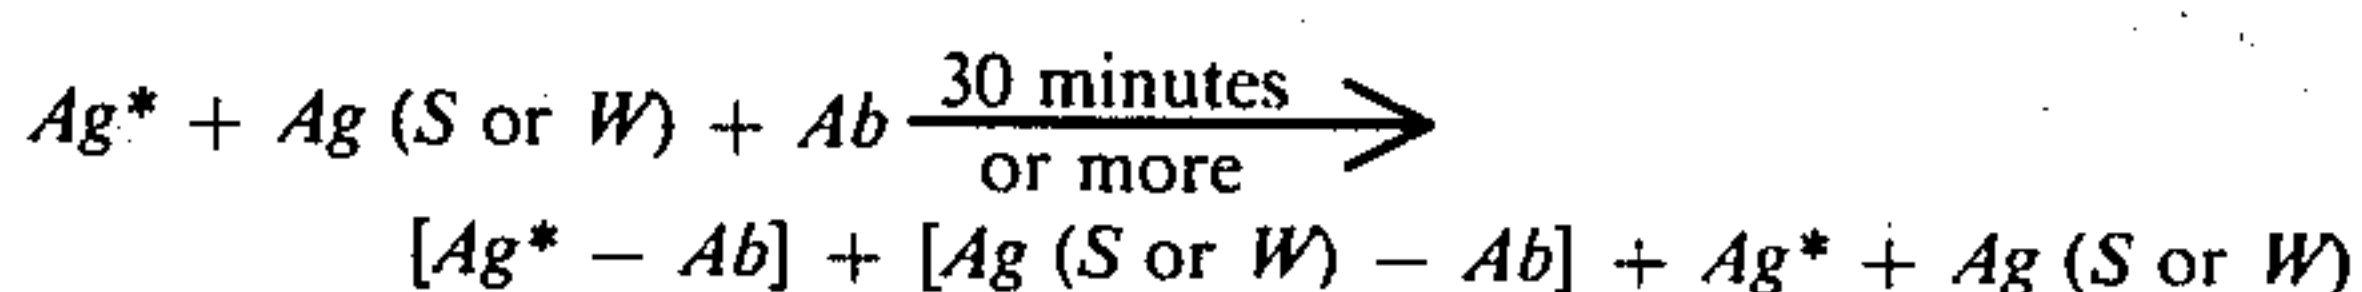 Ag* + Ag (S or W) + Ab 30 minutes or more
[Ag* − Ab] + [Ag (S or W) − Ab] + Ag* + Ag (S or W)